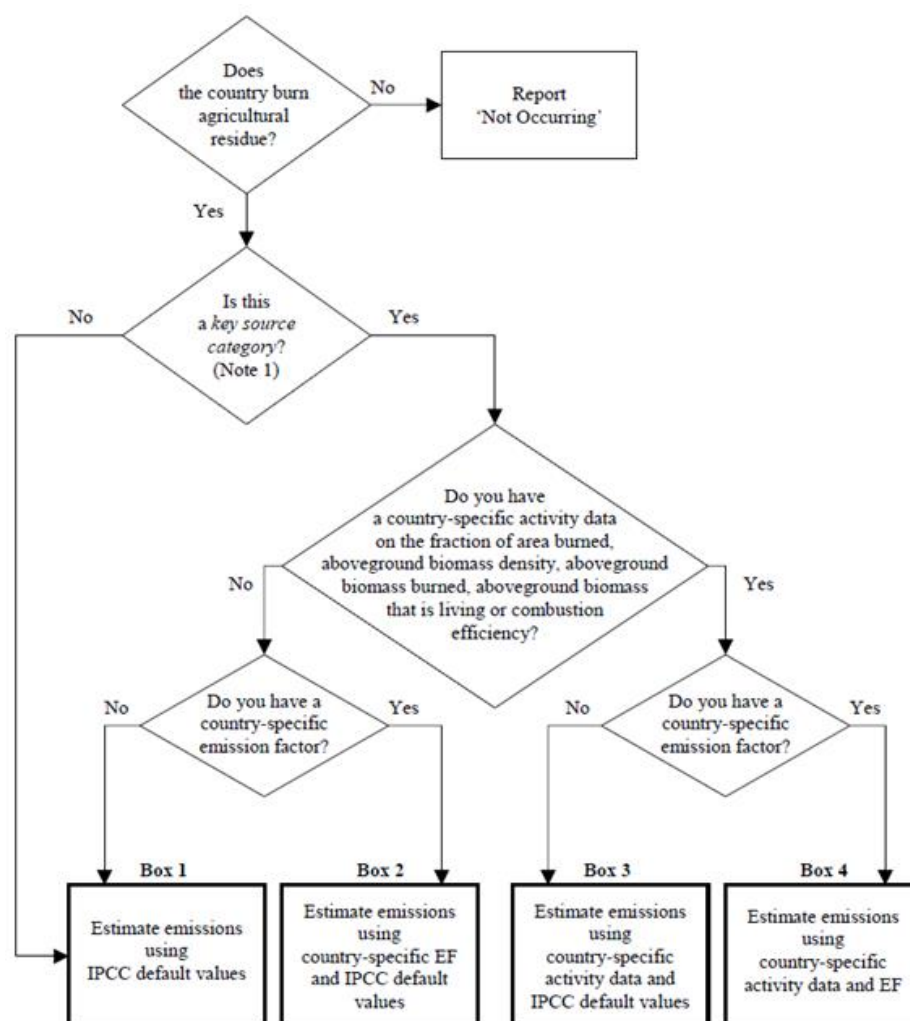 Does
the country burn
agricultural
residue?
No
Report
‘Not Occurring’
Yes
No
Is this
a key source
category?
(Note 1)
Yes
Do you have
a country-specific activity data
on the fraction of area burned,
aboveground biomass density, aboveground
biomass burned, aboveground biomass
that is living or combustion
efficiency?
No
Yes
No
Do you have a
country-specific
emission factor?
Yes
No
Do you have a
country-specific
emission factor?
Yes
Box 1
Estimate emissions
using
IPCC default values
Box 2
Estimate emissions
using
country-specific EF
and IPCC default
values
Box 3
Estimate emissions
using
country-specific
activity data and
IPCC default values
Box 4
Estimate emissions
using
country-specific
activity data and EF